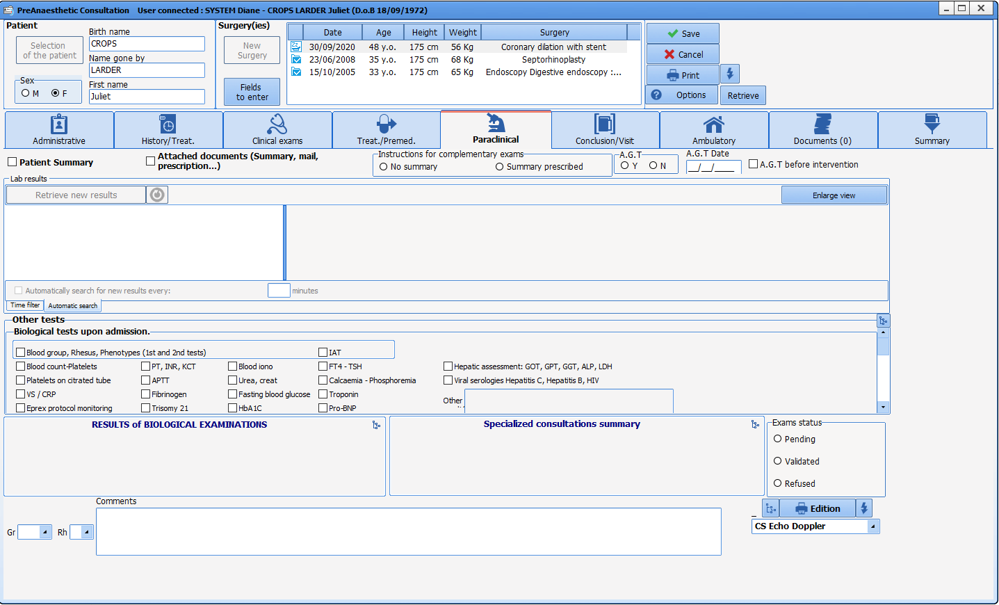 PreAnaesthetic Consultation User connected : SYSTEM Diane - CROPS LARDER Juliet (D.o.B 18/09/1972)
Patient
Selection
of the patient
Birth name
CROPS
Name gone by
LARDER
First name
Juliet
Sex
M F
Surgery(ies)
New
Surgery
Fields
to enter
Date Age Height Weight Surgery
30/09/2020 48 y.o. 175 cm 56 Kg Coronary dilation with stent
23/06/2008 35 y.o. 175 cm 68 Kg Septorhinoplasty
15/10/2005 33 y.o. 175 cm 65 Kg Endoscopy Digestive endoscopy :...
Save
Cancel
Print
Options
Retrieve
Administrative History/Treat. Clinical exams Treat./Premed. Paraclinical Conclusion/Visit Ambulatory Documents (0) Summary
Patient Summary
Attached documents (Summary, mail,
prescription...)
Instructions for complementary exams
No summary Summary prescribed
A.G.T
Y N
A.G.T Date
__/__/____
A.G.T before intervention
Lab results
Retrieve new results
Enlarge view
Automatically search for new results every: minutes
Time filter Automatic search
Other tests
Biological tests upon admission.
Blood group, Rhesus, Phenotypes (1st and 2nd tests) IAT
Blood count-Platelets PT, INR, KCT Blood iono FT4 - TSH Hepatic assessment: GOT, GPT, GGT, ALP, LDH
Platelets on citrated tube APTT Urea, creat Calcaemia - Phosphoremia Viral serologies Hepatitis C, Hepatitis B, HIV
VS / CRP Fibrinogen Fasting blood glucose Troponin Other
Eprex protocol monitoring Trisomy 21 HbA1C Pro-BNP
RESULTS of BIOLOGICAL EXAMINATIONS
Specialized consultations summary
Exams status
Pending
Validated
Refused
Comments
Gr Rh
Edition
CS Echo Doppler